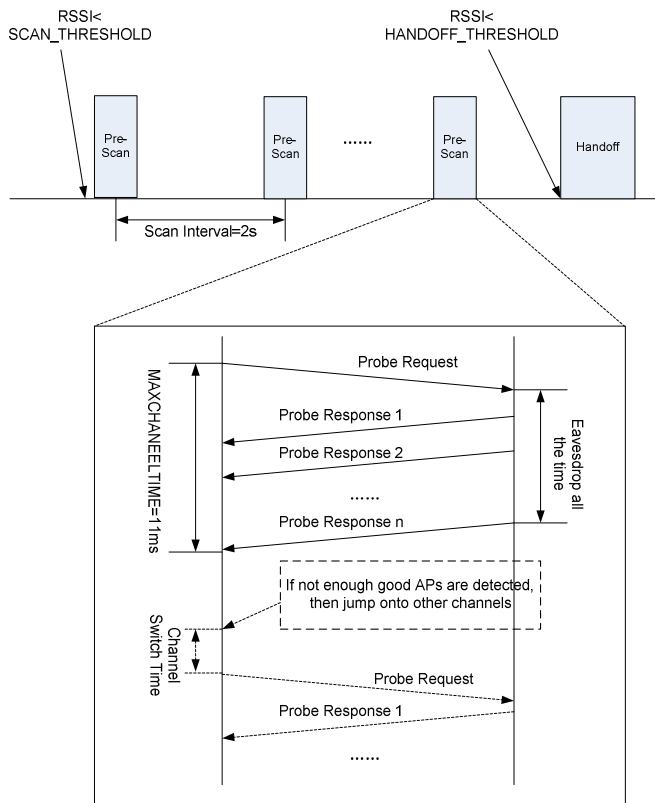 RSSI<
SCAN_THRESHOLD
RSSI<
HANDOFF_THRESHOLD
Pre-
Scan
Pre-
Scan
......
Pre-
Scan
Handoff
Scan Interval=2s
Probe Request
MAXCHANEELTIME=11ms
Probe Response 1
Probe Response 2
......
Probe Response n
Eavesdrop all
the time
If not enough good APs are detected,
then jump onto other channels
Channel
Switch Time
Probe Request
Probe Response 1
......